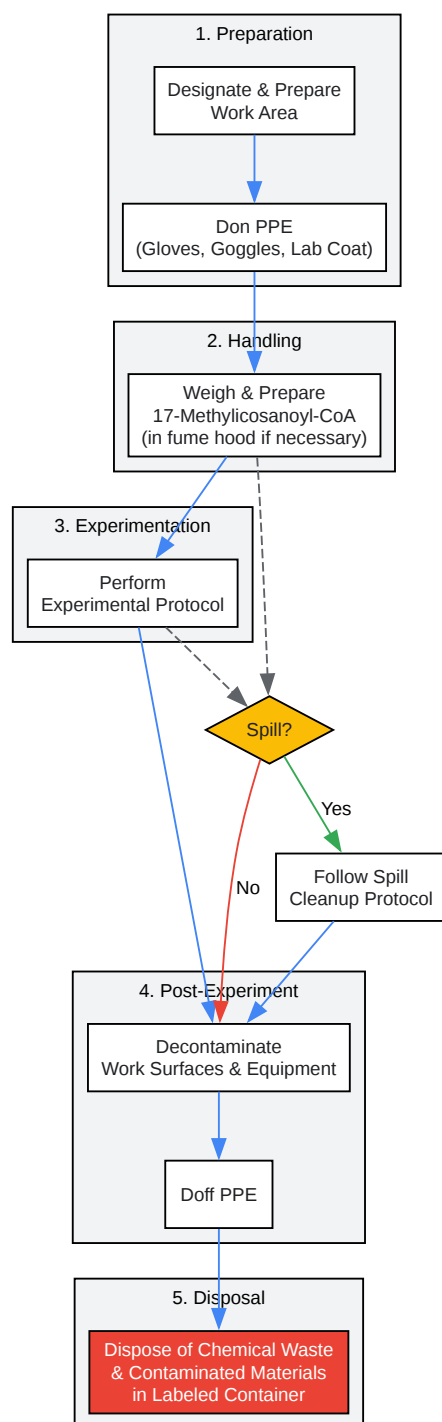 1. Preparation
Designate & Prepare
Work Area
Don PPE
(Gloves, Goggles, Lab Coat)
2. Handling
Weigh & Prepare
17-Methylicosanoyl-CoA
(in fume hood if necessary)
3. Experimentation
Perform
Experimental Protocol
Spill?
Yes
No
Follow Spill
Cleanup Protocol
4. Post-Experiment
Decontaminate
Work Surfaces & Equipment
Doff PPE
5. Disposal
Dispose of Chemical Waste
& Contaminated Materials
in Labeled Container